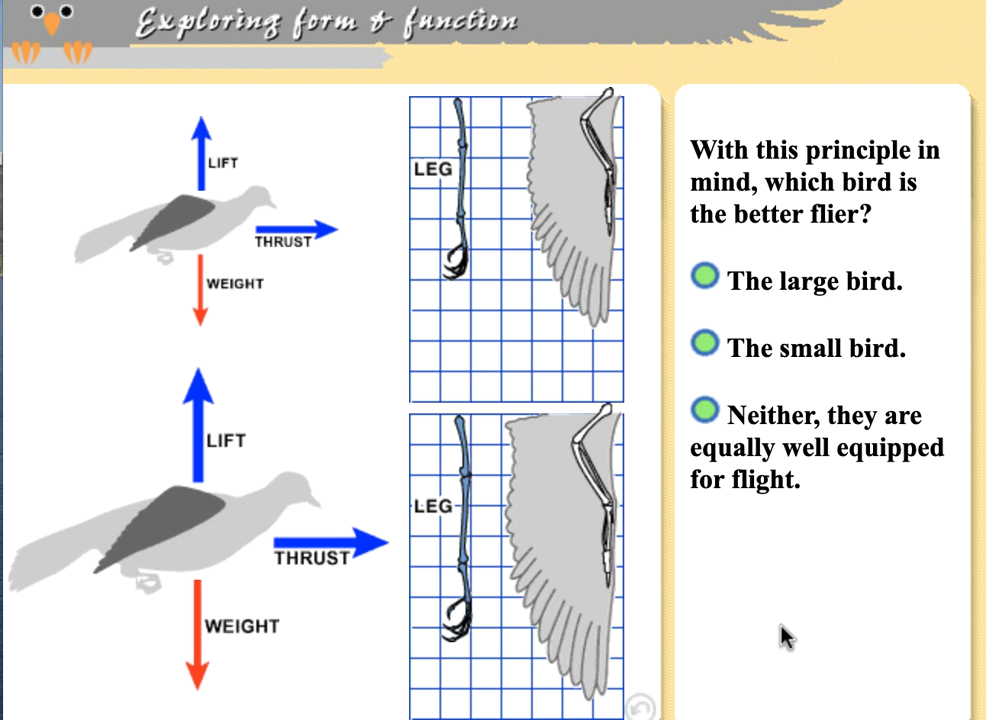 Exploring form & function
LIFT
THRUST
WEIGHT
LEG
LIFT
THRUST
WEIGHT
LEG
With this principle in
mind, which bird is
the better flier?
The large bird.
The small bird.
Neither, they are
equally well equipped
for flight.